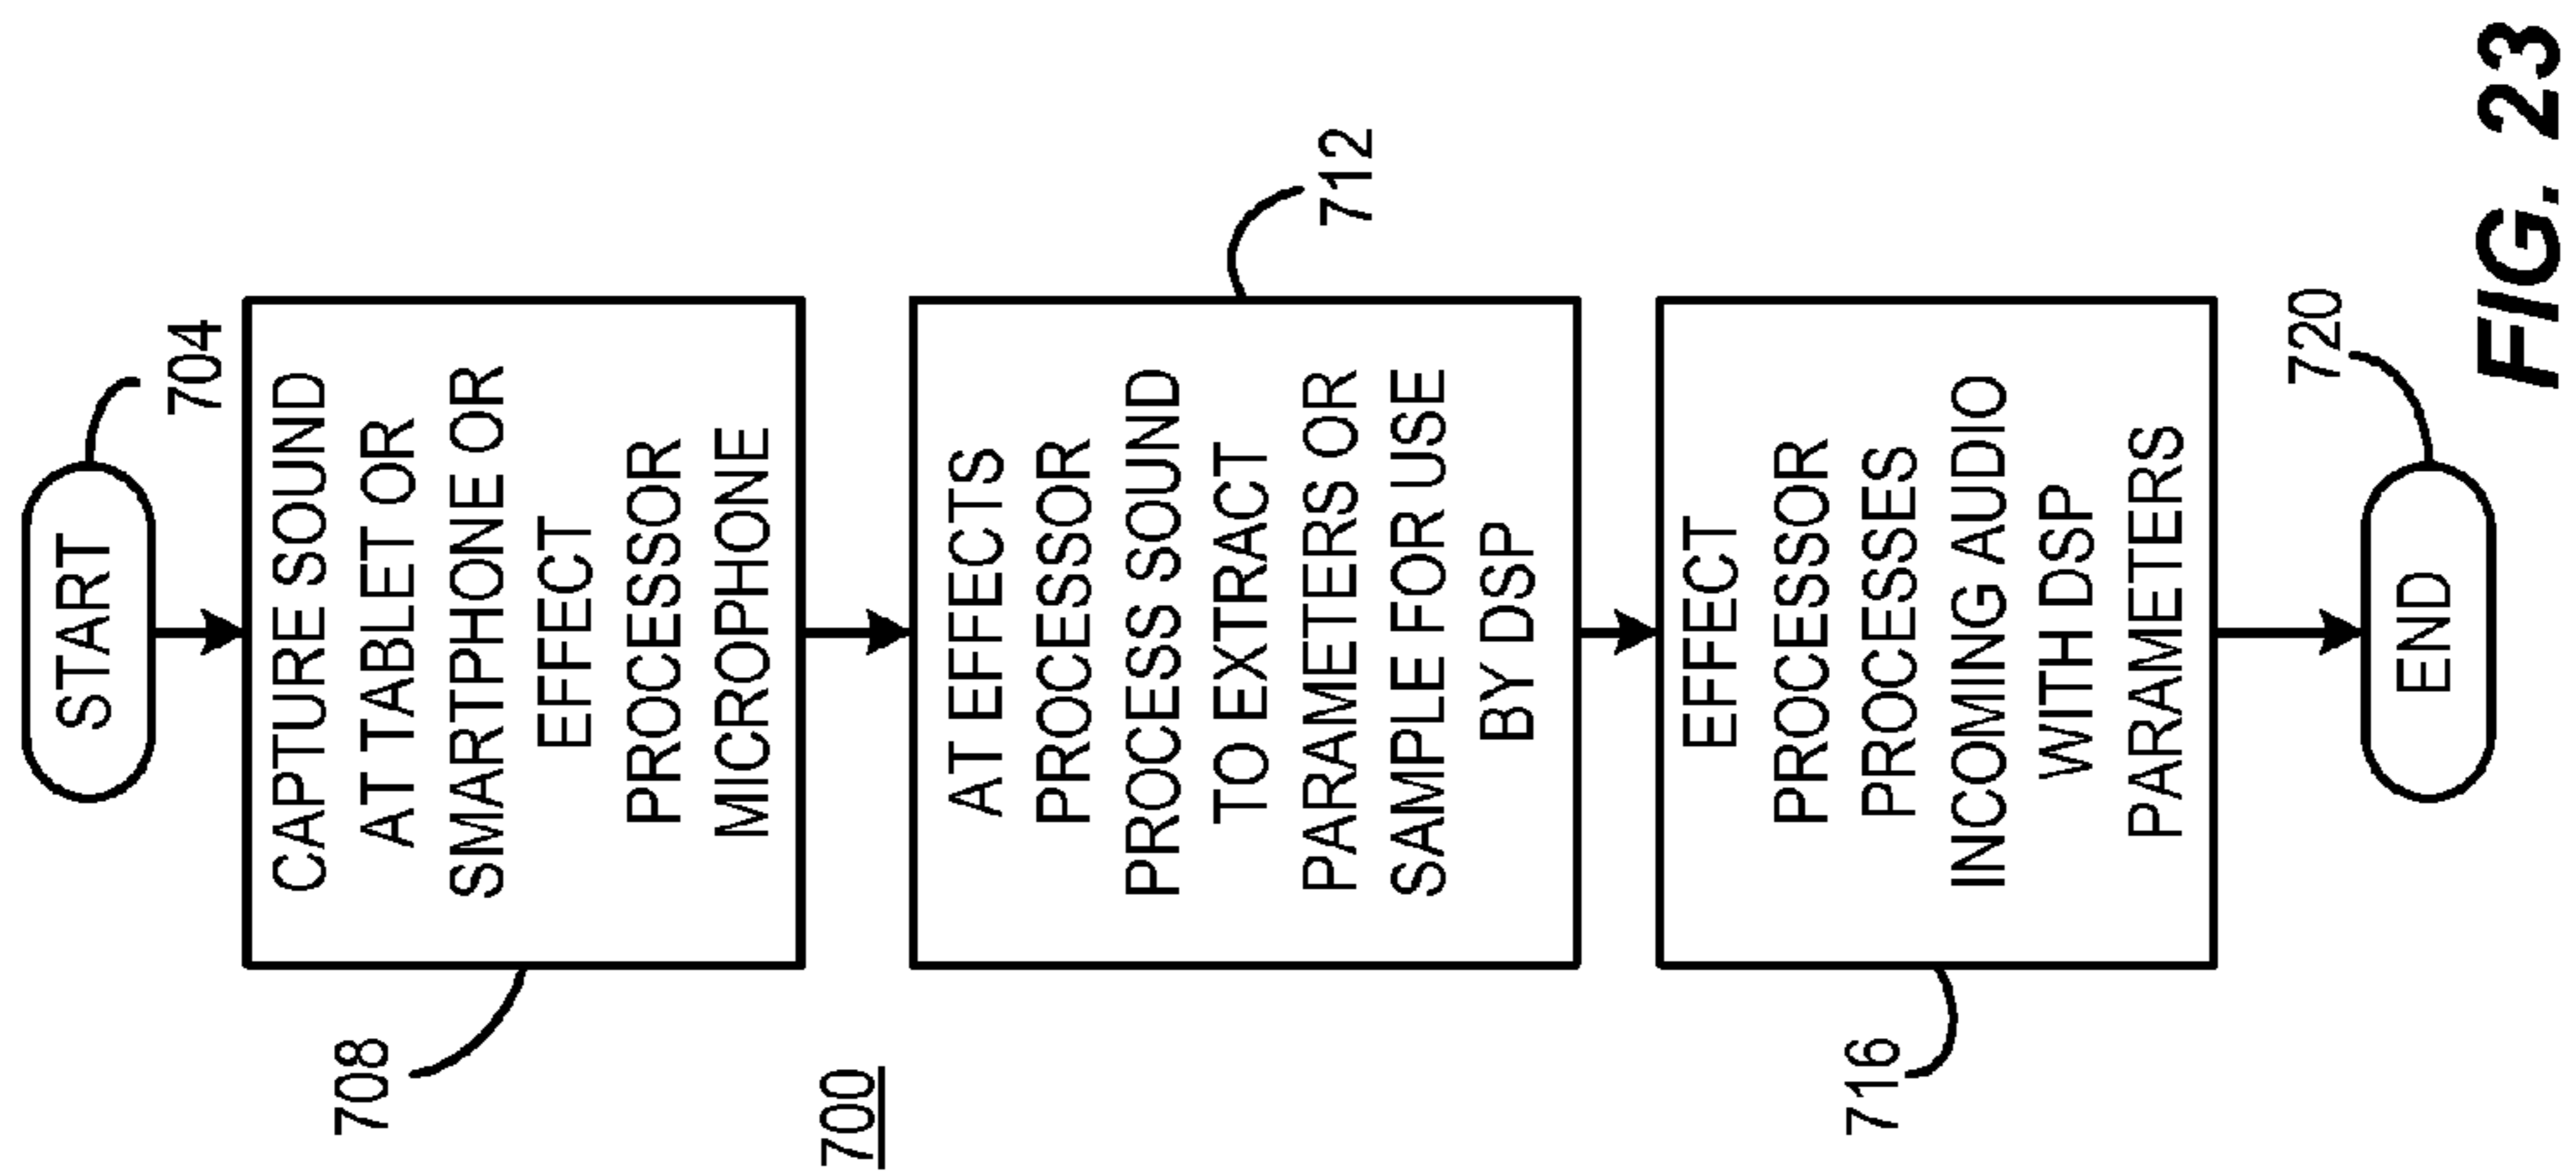 START
704
CAPTURE SOUND
AT TABLET OR
SMARTPHONE OR
EFFECT
PROCESSOR
MICROPHONE
708
700
AT EFFECTS
PROCESSOR
PROCESS SOUND
TO EXTRACT
PARAMETERS OR
SAMPLE FOR USE
BY DSP
712
EFFECT
PROCESSOR
PROCESSES
INCOMING AUDIO
WITH DSP
PARAMETERS
716
END
720
FIG. 23